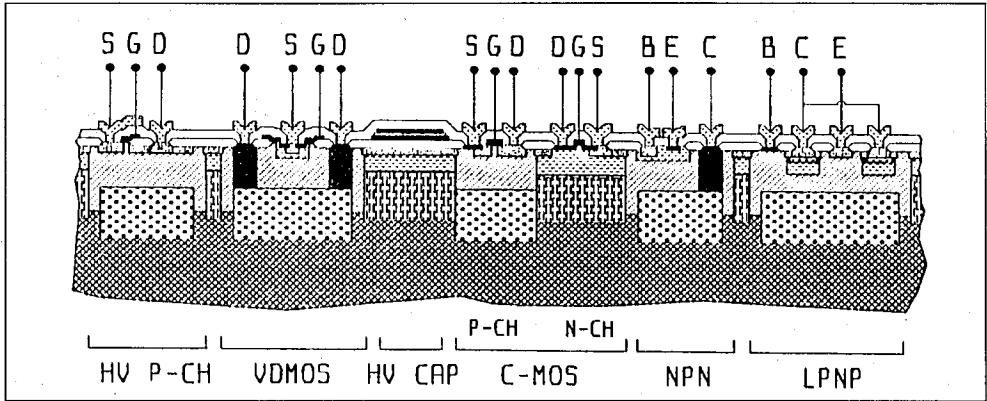 S G D D S G D S G D D G S B E C B C E
P-CH N-CH
HV P-CH VDMOS HV CAP C-MOS NPN LPNP